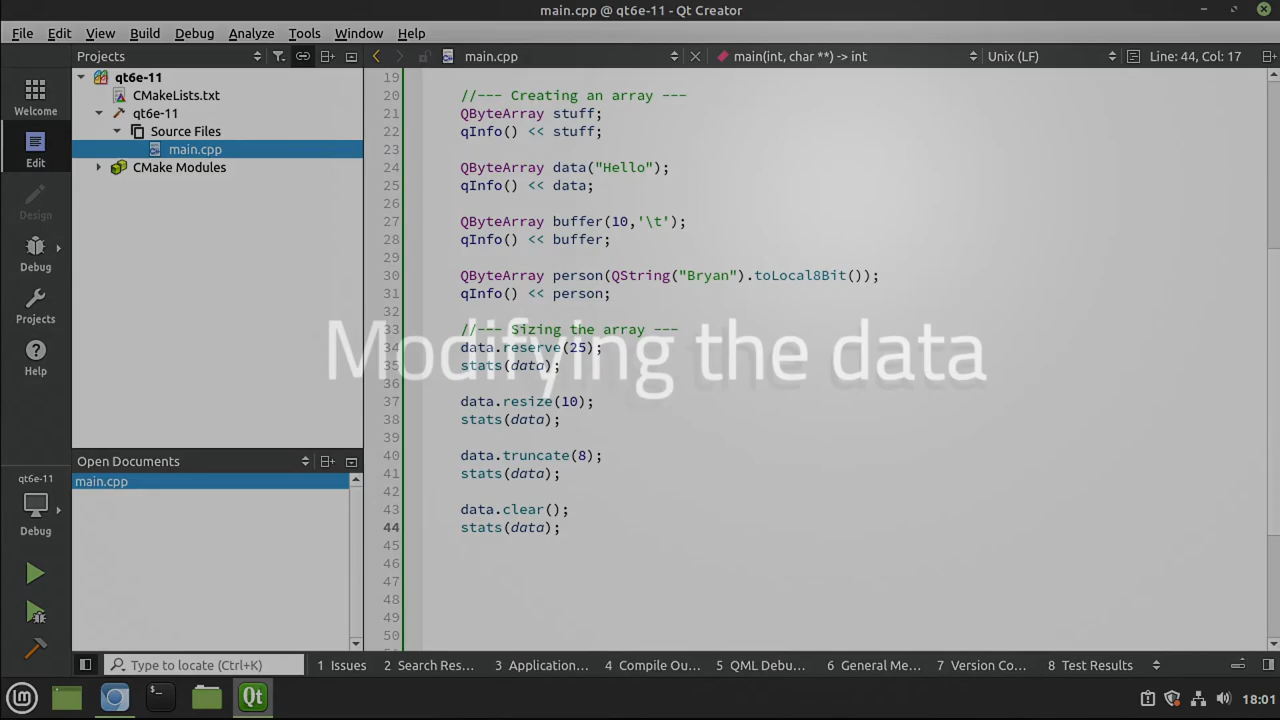 main.cpp @ qt6e-11 - Qt Creator
File Edit View Build Debug Analyze Tools Window Help
Projects
main.cpp
main(int, char **) -> int
Unix (LF)
Line: 44, Col: 17
Welcome
Edit
Design
Debug
Projects
Help
qt6e-11
Debug
qt6e-11
CMakeLists.txt
qt6e-11
Source Files
main.cpp
CMake Modules
Open Documents
main.cpp
19
20 //--- Creating an array ---
21 QByteArray stuff;
22 qInfo() << stuff;
23
24 QByteArray data("Hello");
25 qInfo() << data;
26
27 QByteArray buffer(10,'\t');
28 qInfo() << buffer;
29
30 QByteArray person(QString("Bryan").toLocal8Bit());
31 qInfo() << person;
32
33 //--- Sizing the array ---
34 data.reserve(25);
35 stats(data);
36
37 data.resize(10);
38 stats(data);
39
40 data.truncate(8);
41 stats(data);
42
43 data.clear();
44 stats(data);
45
46
47
48
49
50
Modifying the data
Type to locate (Ctrl+K)
1 Issues
2 Search Res...
3 Application...
4 Compile Ou...
5 QML Debu...
6 General Me...
7 Version Co...
8 Test Results
Qt
18:01